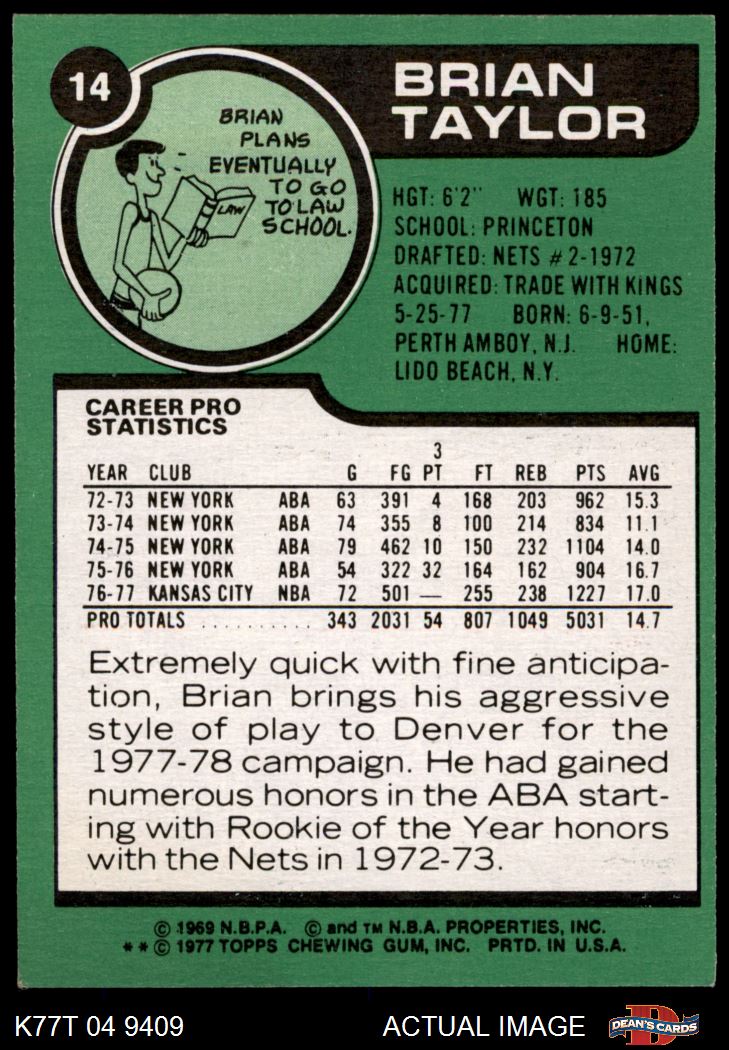 14
BRIAN
TAYLOR
BRIAN
PLANS
EVENTUALLY
TO GO
TO LAW
SCHOOL.
LAW
HGT: 6'2" WGT: 185
SCHOOL: PRINCETON
DRAFTED: NETS #2-1972
ACQUIRED: TRADE WITH KINGS
5-25-77 BORN: 6-9-51,
PERTH AMBOY, N.J. HOME:
LIDO BEACH, N.Y.
CAREER PRO
STATISTICS
YEAR CLUB G FG 3 PT FT REB PTS AVG
72-73 NEW YORK ABA 63 391 4 168 203 962 15.3
73-74 NEW YORK ABA 74 355 8 100 214 834 11.1
74-75 NEW YORK ABA 79 462 10 150 232 1104 14.0
75-76 NEW YORK ABA 54 322 32 164 162 904 16.7
76-77 KANSAS CITY NBA 72 501 — 255 238 1227 17.0
PRO TOTALS .......... 343 2031 54 807 1049 5031 14.7
Extremely quick with fine anticipa-
tion, Brian brings his aggressive
style of play to Denver for the
1977-78 campaign. He had gained
numerous honors in the ABA start-
ing with Rookie of the Year honors
with the Nets in 1972-73.
© 1969 N.B.P.A. © and TM N.B.A. PROPERTIES, INC.
** © 1977 TOPPS CHEWING GUM, INC. PRTD. IN U.S.A.
K77T 04 9409 ACTUAL IMAGE D DEAN'S CARDS